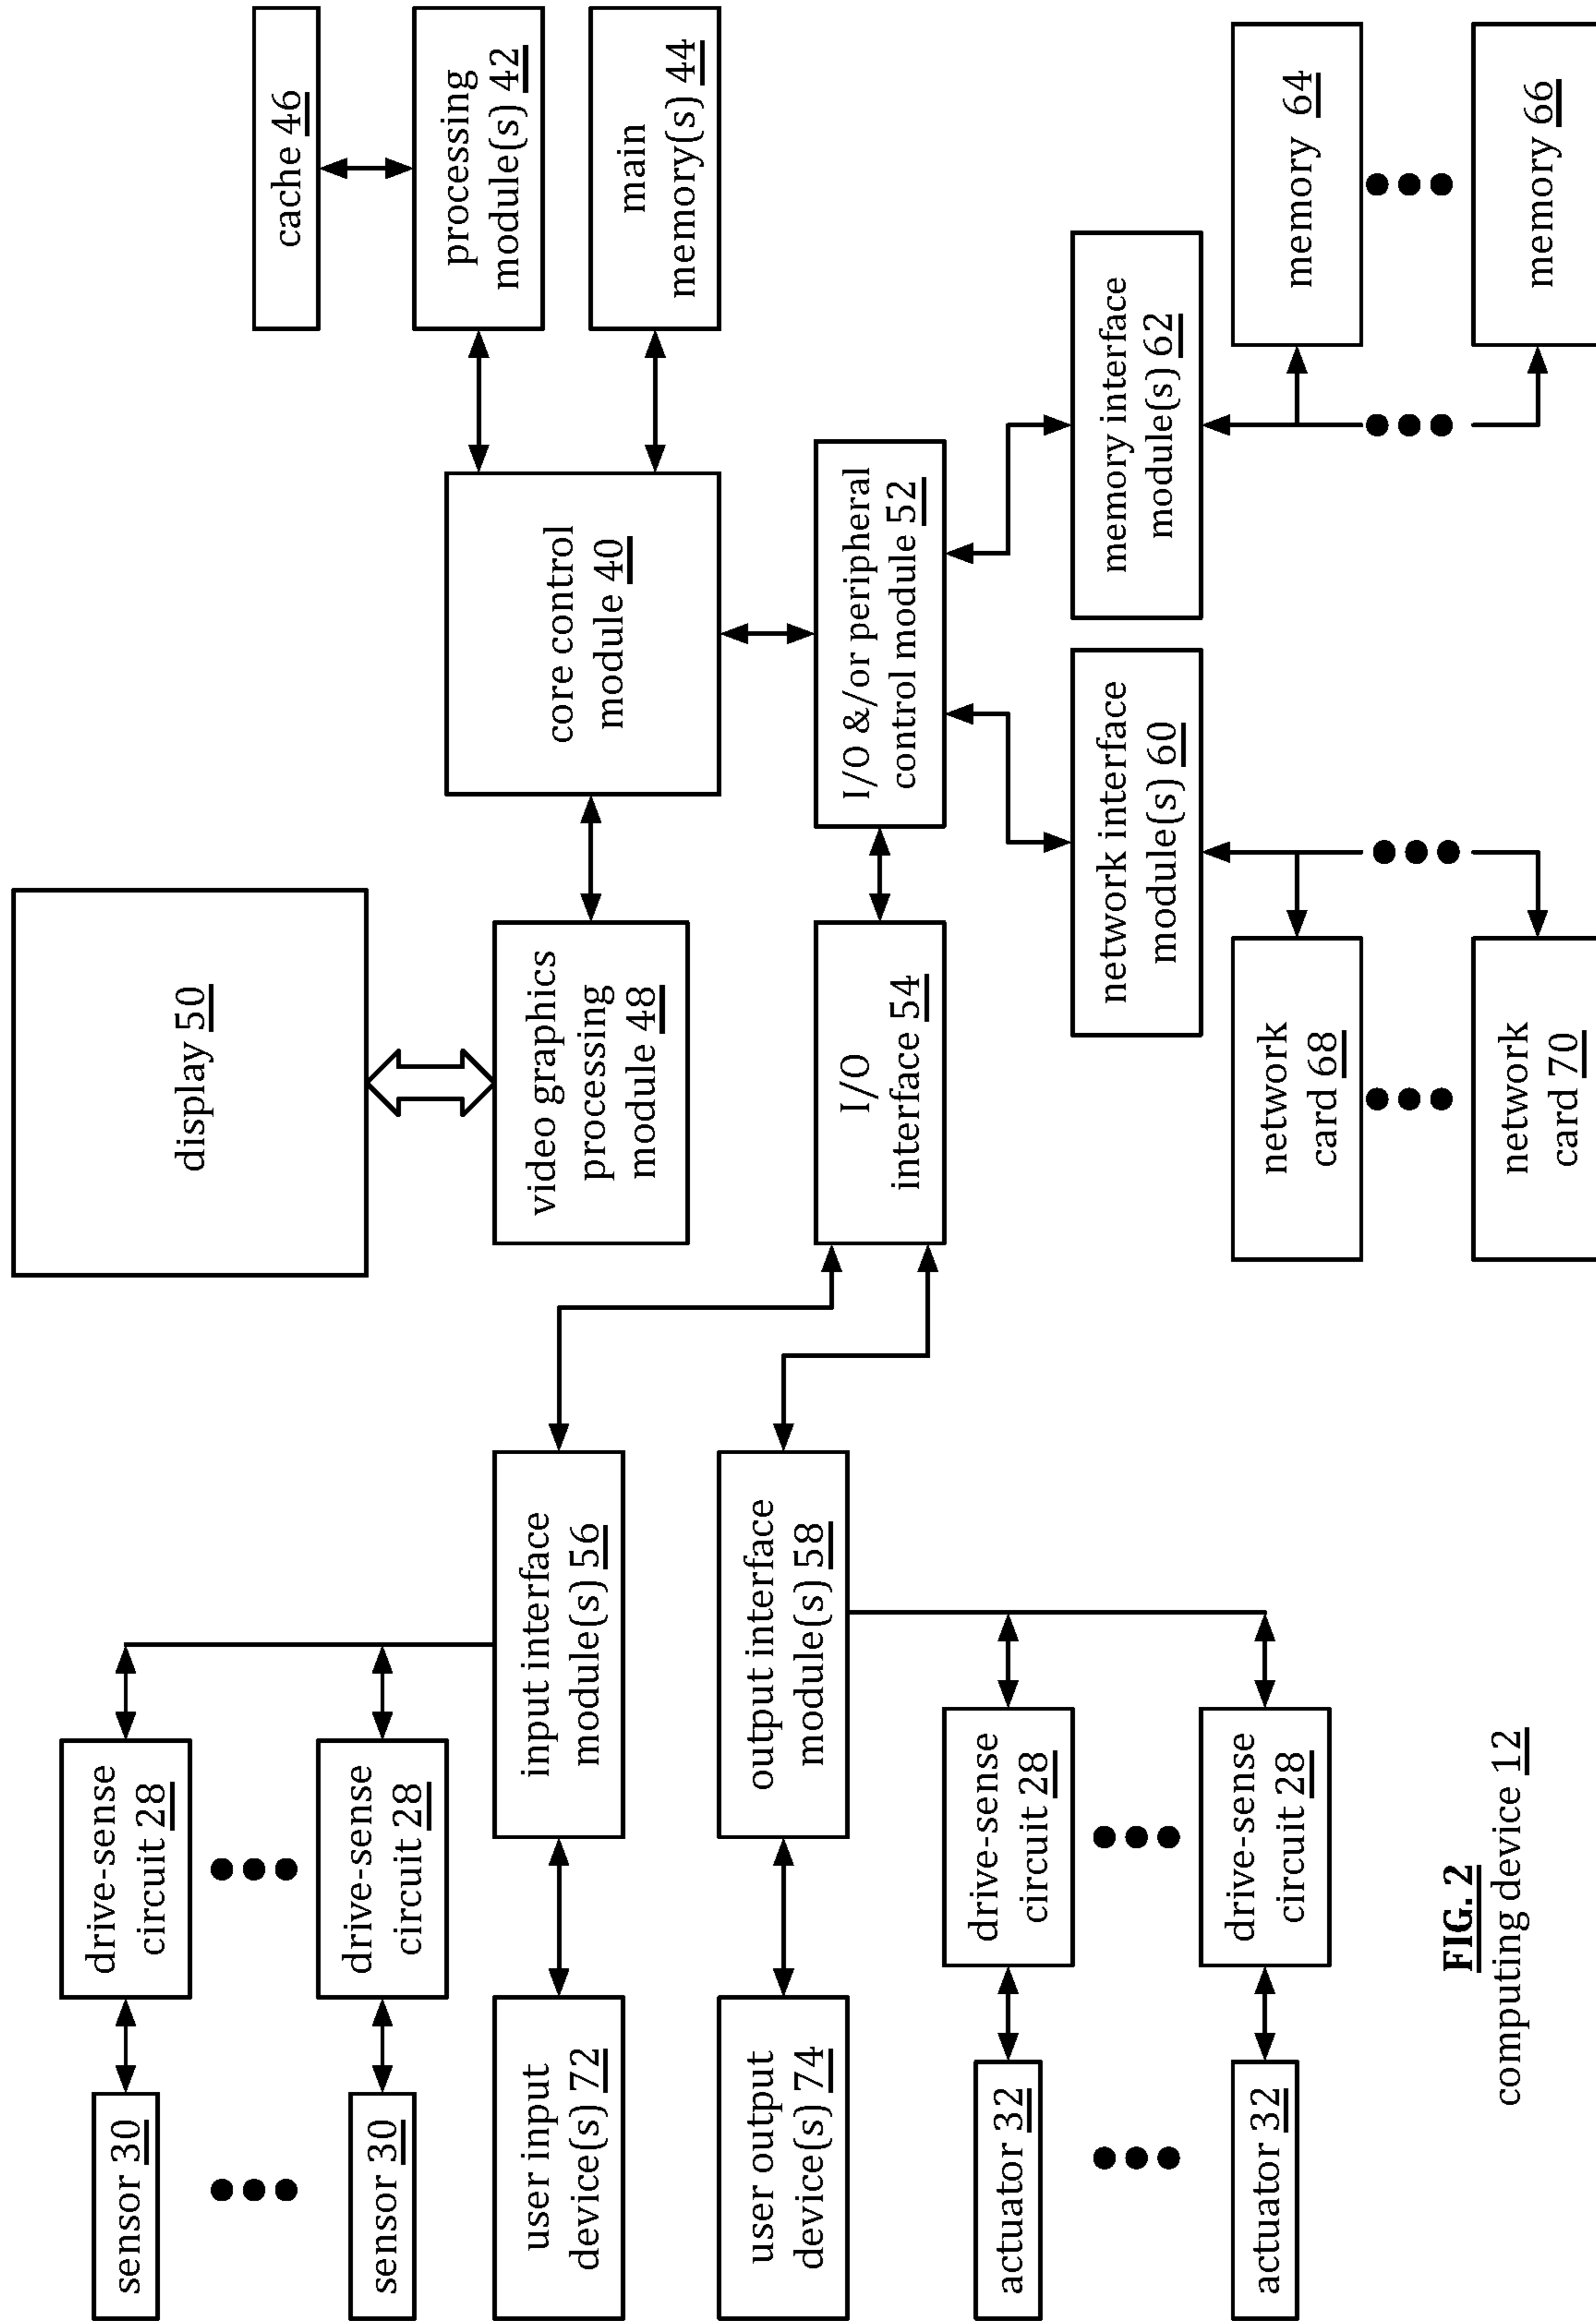 sensor 30
drive-sense
circuit 28
sensor 30
drive-sense
circuit 28
user input
device(s) 72
input interface
module(s) 56
user output
device(s) 74
output interface
module(s) 58
actuator 32
drive-sense
circuit 28
actuator 32
drive-sense
circuit 28
display 50
video graphics
processing
module 48
core control
module 40
cache 46
processing
module(s) 42
main
memory(s) 44
I/O
interface 54
I/O &/or peripheral
control module 52
network interface
module(s) 60
memory interface
module(s) 62
network
card 68
network
card 70
memory 64
memory 66
FIG. 2
computing device 12